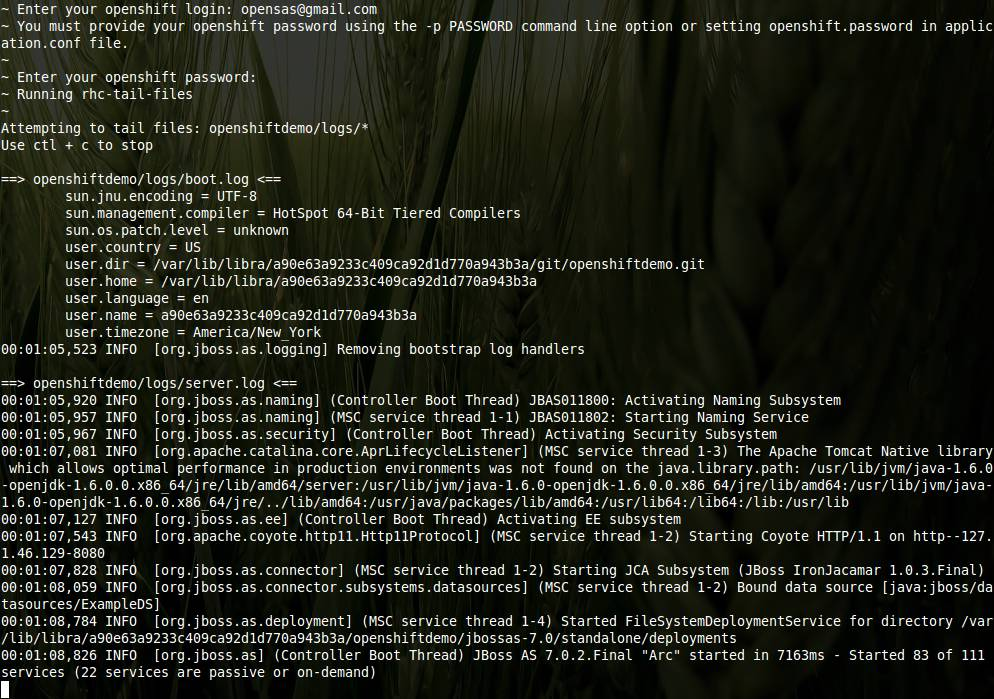 ~ Enter your openshift login: opensas@gmail.com
~ You must provide your openshift password using the -p PASSWORD command line option or setting openshift.password in applic
ation.conf file.
~
~ Enter your openshift password:
~ Running rhc-tail-files
~
Attempting to tail files: openshiftdemo/logs/*
Use ctl + c to stop
==> openshiftdemo/logs/boot.log <==
sun.jnu.encoding = UTF-8
sun.management.compiler = HotSpot 64-Bit Tiered Compilers
sun.os.patch.level = unknown
user.country = US
user.dir = /var/lib/libra/a90e63a9233c409ca92d1d770a943b3a/git/openshiftdemo.git
user.home = /var/lib/libra/a90e63a9233c409ca92d1d770a943b3a
user.language = en
user.name = a90e63a9233c409ca92d1d770a943b3a
user.timezone = America/New_York
00:01:05,523 INFO  [org.jboss.as.logging] Removing bootstrap log handlers
==> openshiftdemo/logs/server.log <==
00:01:05,920 INFO  [org.jboss.as.naming] (Controller Boot Thread) JBAS011800: Activating Naming Subsystem
00:01:05,957 INFO  [org.jboss.as.naming] (MSC service thread 1-1) JBAS011802: Starting Naming Service
00:01:05,967 INFO  [org.jboss.as.security] (Controller Boot Thread) Activating Security Subsystem
00:01:07,081 INFO  [org.apache.catalina.core.AprLifecycleListener] (MSC service thread 1-3) The Apache Tomcat Native library
which allows optimal performance in production environments was not found on the java.library.path: /usr/lib/jvm/java-1.6.0
-openjdk-1.6.0.0.x86_64/jre/lib/amd64/server:/usr/lib/jvm/java-1.6.0-openjdk-1.6.0.0.x86_64/jre/lib/amd64:/usr/lib/jvm/java-
1.6.0-openjdk-1.6.0.0.x86_64/jre/../lib/amd64:/usr/java/packages/lib/amd64:/usr/lib64:/lib64:/lib:/usr/lib
00:01:07,127 INFO  [org.jboss.as.ee] (Controller Boot Thread) Activating EE subsystem
00:01:07,543 INFO  [org.apache.coyote.http11.Http11Protocol] (MSC service thread 1-2) Starting Coyote HTTP/1.1 on http--127.
1.46.129-8080
00:01:07,828 INFO  [org.jboss.as.connector] (MSC service thread 1-2) Starting JCA Subsystem (JBoss IronJacamar 1.0.3.Final)
00:01:08,059 INFO  [org.jboss.as.connector.subsystems.datasources] (MSC service thread 1-2) Bound data source [java:jboss/da
tasources/ExampleDS]
00:01:08,784 INFO  [org.jboss.as.deployment] (MSC service thread 1-4) Started FileSystemDeploymentService for directory /var
/lib/libra/a90e63a9233c409ca92d1d770a943b3a/openshiftdemo/jbossas-7.0/standalone/deployments
00:01:08,826 INFO  [org.jboss.as] (Controller Boot Thread) JBoss AS 7.0.2.Final "Arc" started in 7163ms - Started 83 of 111
services (22 services are passive or on-demand)